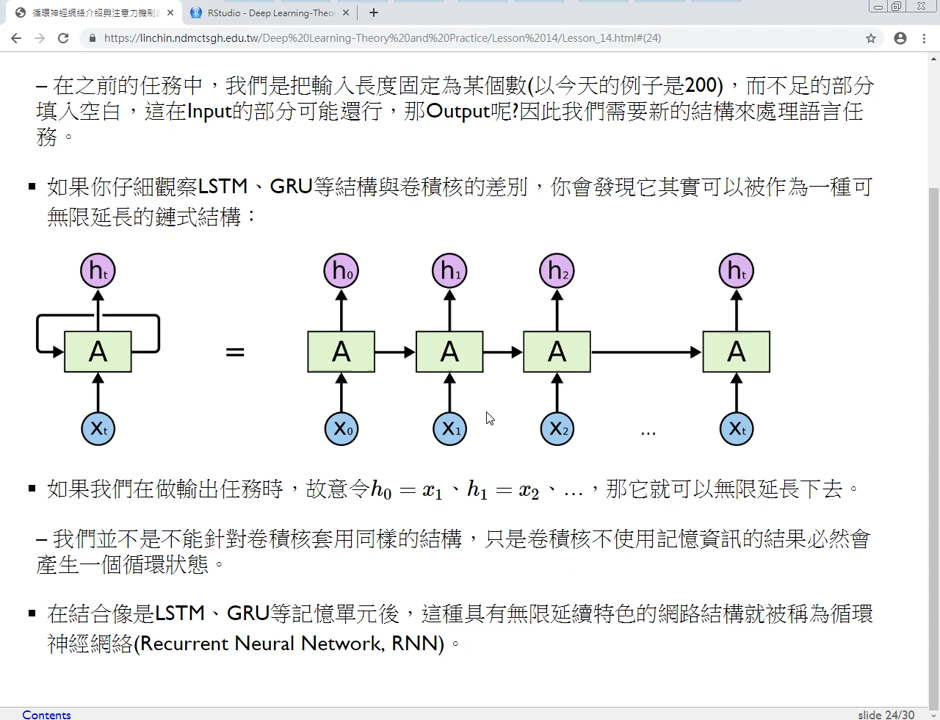 循環神經網絡介紹與注意力機制
RStudio - Deep Learning-Theo
https://linchin.ndmctsgh.edu.tw/Deep%20Learning-Theory%20and%20Practice/Lesson%2014/Lesson_14.html#(24)
– 在之前的任務中，我們是把輸入長度固定為某個數(以今天的例子是200)，而不足的部分
填入空白，這在Input的部分可能還行，那Output呢?因此我們需要新的結構來處理語言任
務。
▪ 如果你仔細觀察LSTM、GRU等結構與卷積核的差別，你會發現它其實可以被作為一種可
無限延長的鏈式結構：
ht h0 h1 h2 ht
A = A A A A
xt x0 x1 x2 ... xt
▪ 如果我們在做輸出任務時，故意令h0 = x1、h1 = x2、…，那它就可以無限延長下去。
– 我們並不是不能針對卷積核套用同樣的結構，只是卷積核不使用記憶資訊的結果必然會
產生一個循環狀態。
▪ 在結合像是LSTM、GRU等記憶單元後，這種具有無限延續特色的網路結構就被稱為循環
神經網絡(Recurrent Neural Network, RNN)。
Contents
slide 24/30